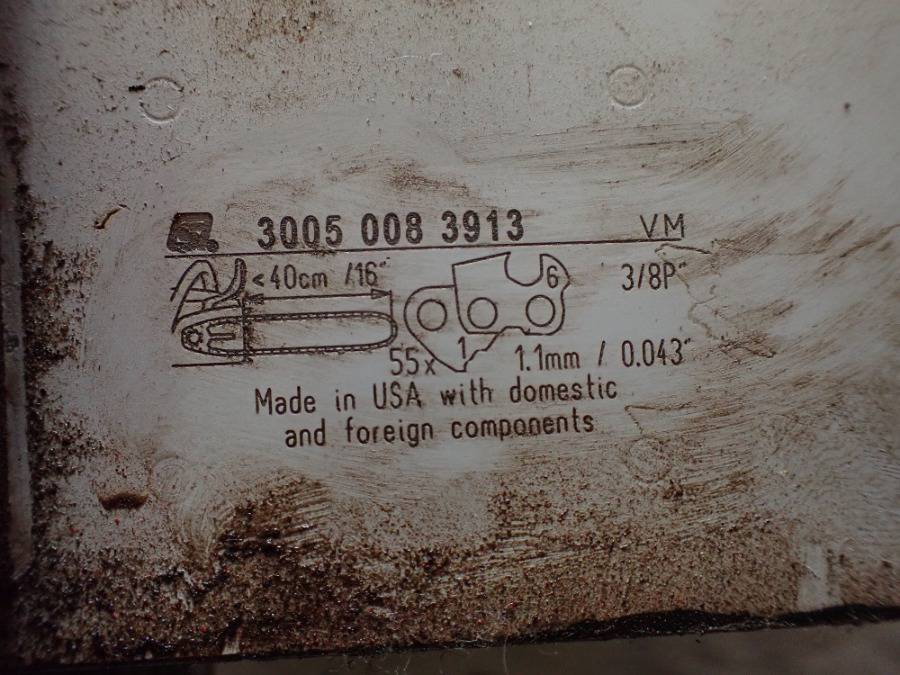 3005 008 3913 VM
<40cm /16"
6
3/8P"
55x 1 1.1mm / 0.043"
Made in USA with domestic
and foreign components